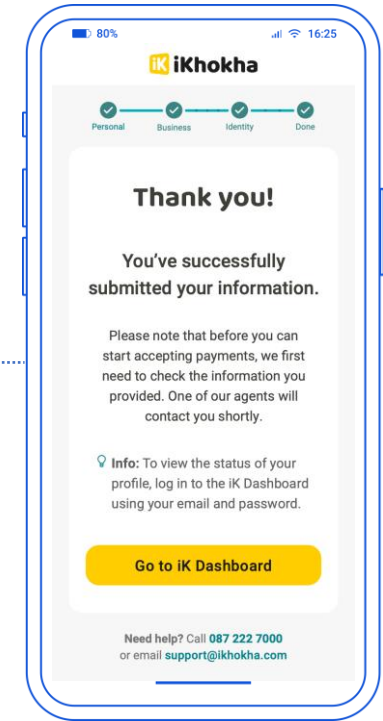 80% 16:25
iK iKhokha
Personal Business Identity Done
Thank you!
You’ve successfully
submitted your information.
Please note that before you can
start accepting payments, we first
need to check the information you
provided. One of our agents will
contact you shortly.
Info: To view the status of your
profile, log in to the iK Dashboard
using your email and password.
Go to iK Dashboard
Need help? Call 087 222 7000
or email support@ikhokha.com